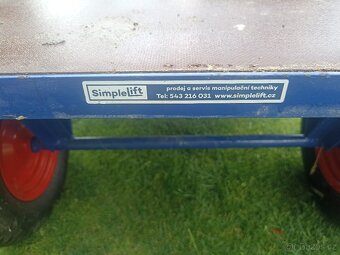 Simplelift
prodej a servis manipulační techniky
Tel: 543 216 031 www.simplelift.cz